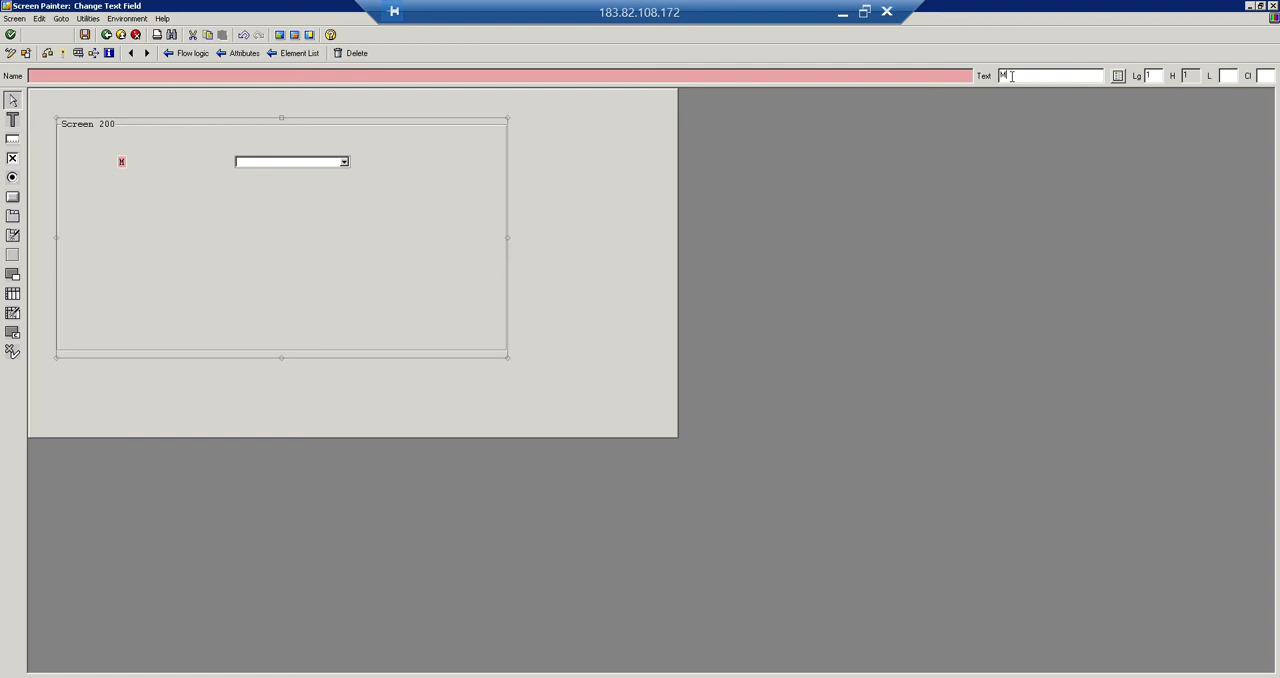 Screen Painter: Change Text Field
183.82.108.172
Screen Edit Goto Utilities Environment Help
Flow logic Attributes Element List Delete
Name Text M Lg 1 H 1 L Cl
Screen 200
M